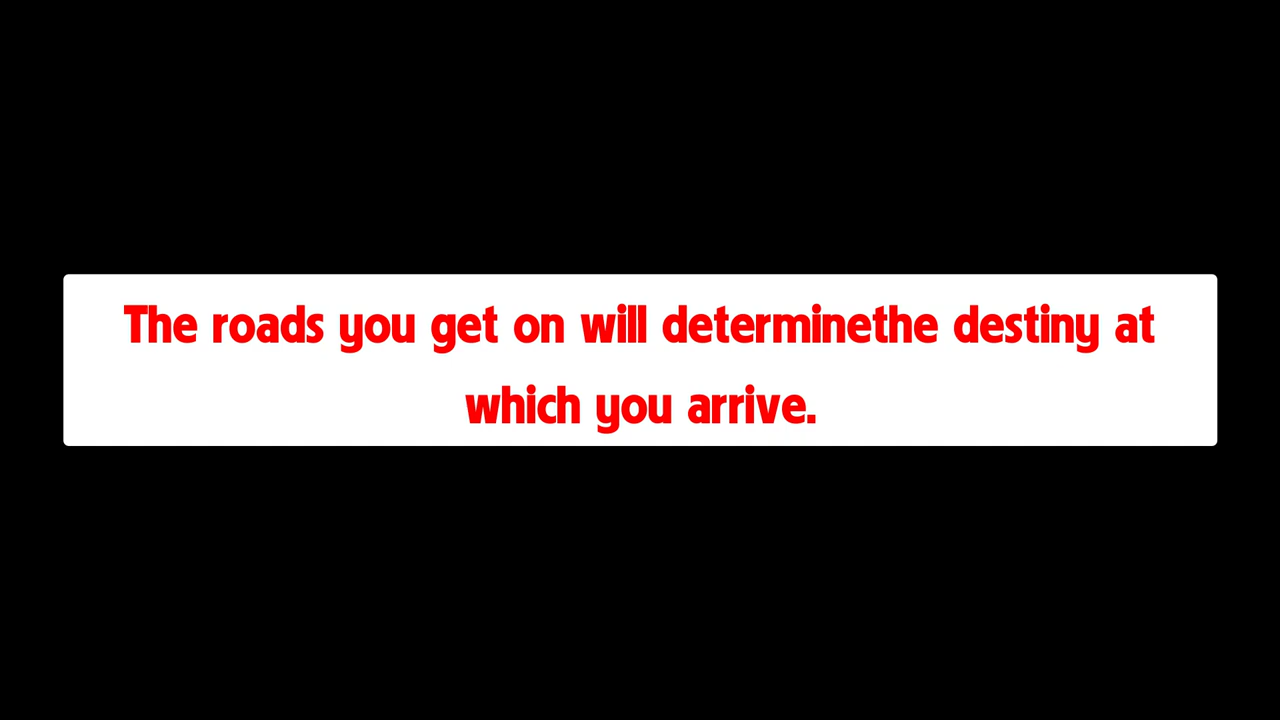 The roads you get on will determinethe destiny at
which you arrive.